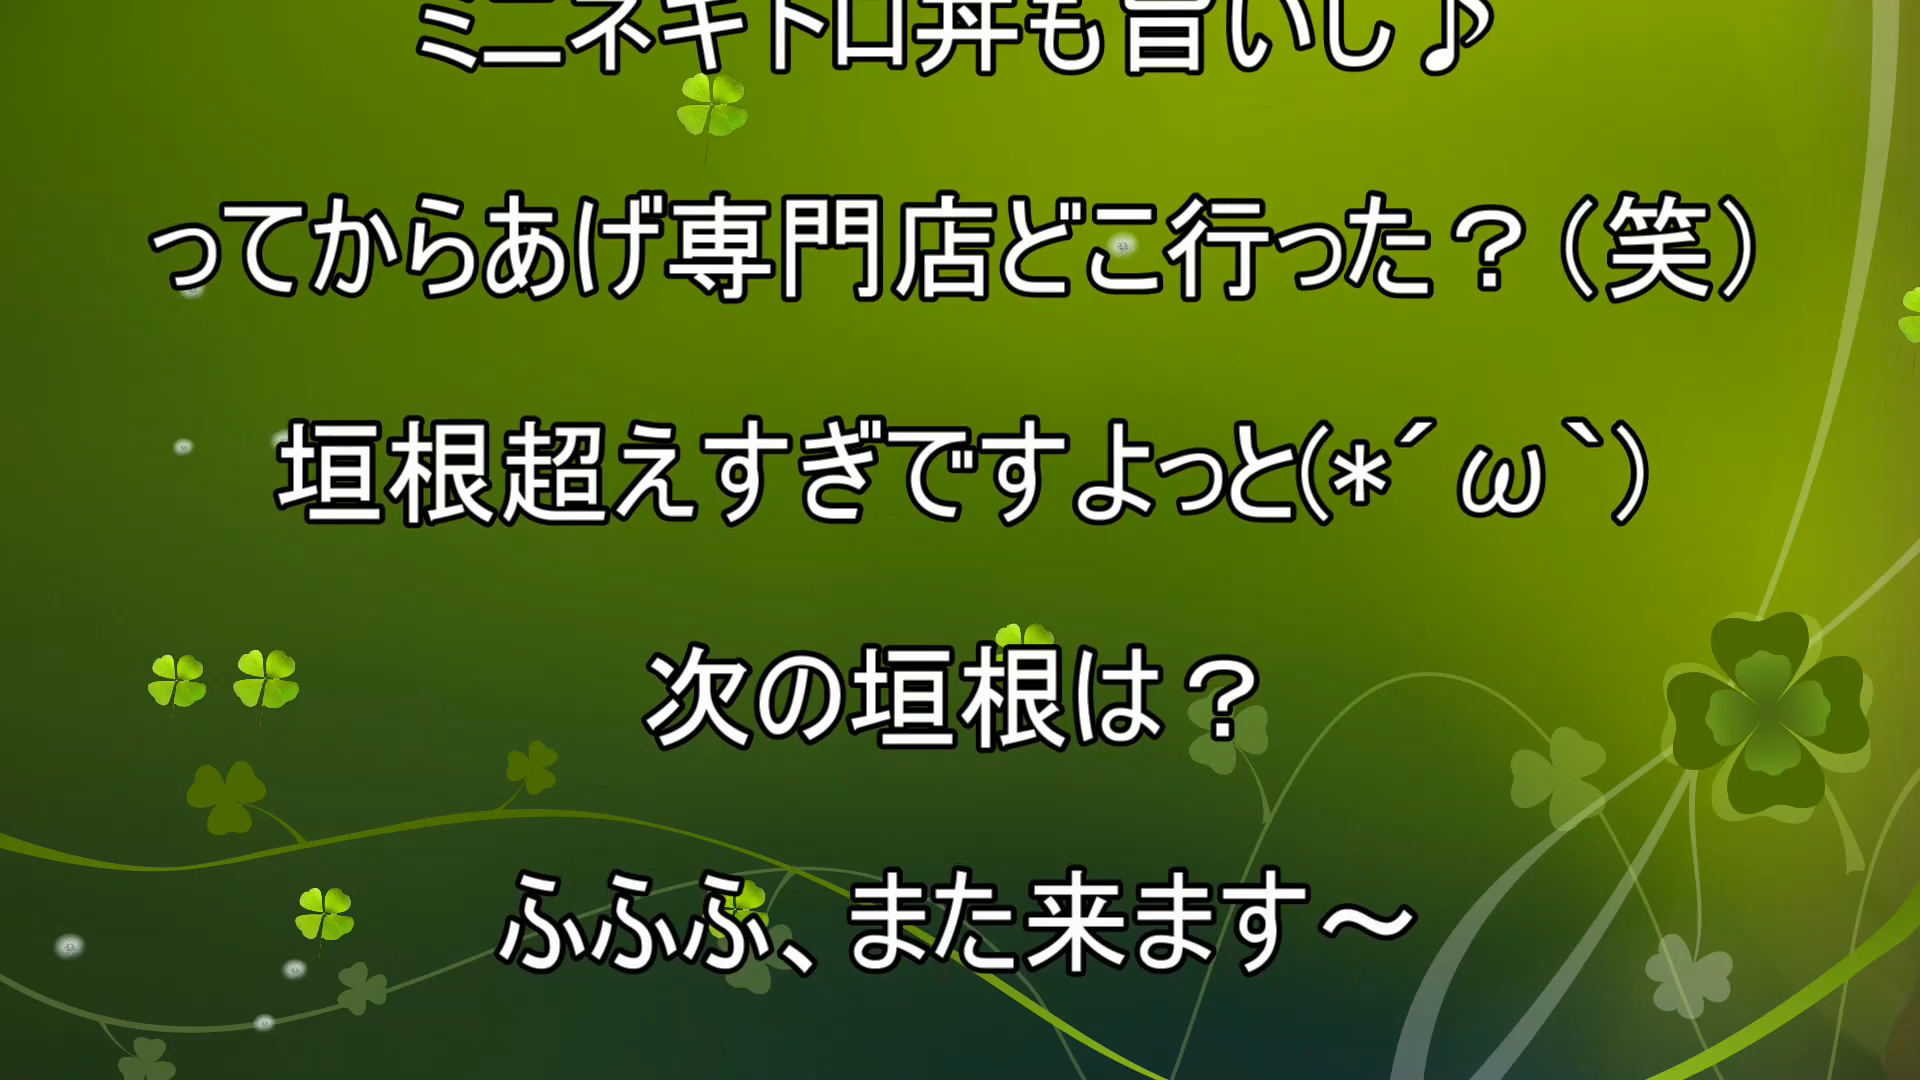 ミニネギトロ丼も旨いし♪
ってからあげ専門店どこ行った？（笑）
垣根超えすぎですよっと(*´ω｀)
次の垣根は？
ふふふ、また来ます～